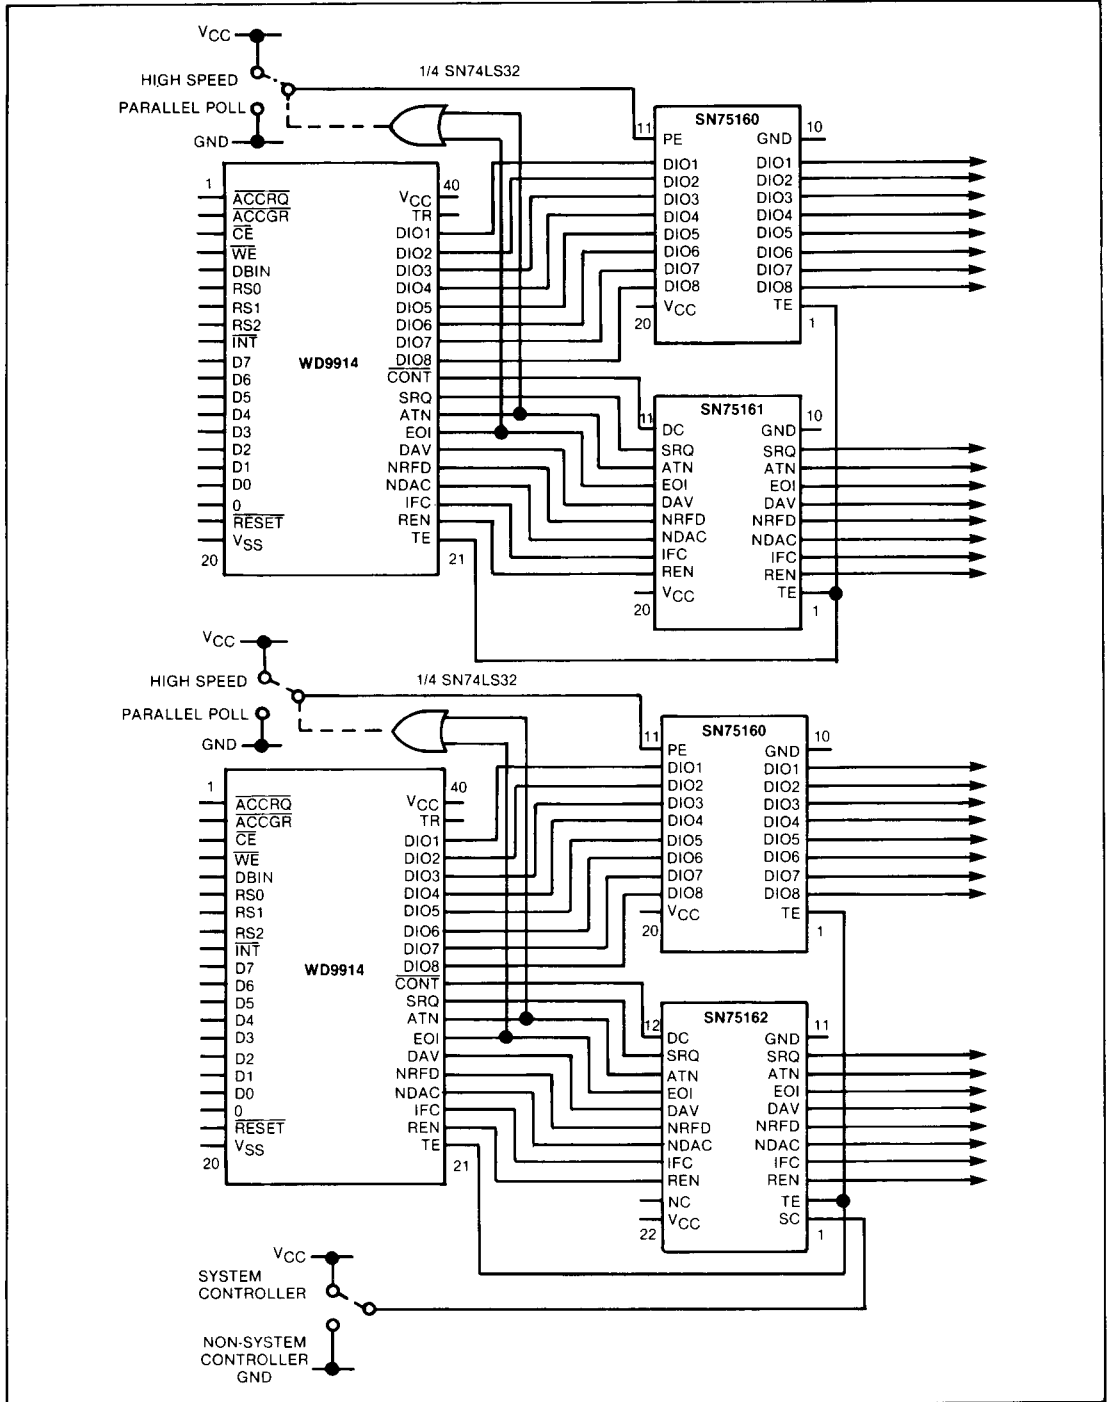 VCC
HIGH SPEED
PARALLEL POLL
GND
1/4 SN74LS32
1
40
ACCRQ
ACCGR
CE
WE
DBIN
RS0
RS1
RS2
INT
D7
D6
D5
D4
D3
D2
D1
D0
0
RESET
VSS
20
WD9914
VCC
TR
DIO1
DIO2
DIO3
DIO4
DIO5
DIO6
DIO7
DIO8
CONT
SRQ
ATN
EOI
DAV
NRFD
NDAC
IFC
REN
TE
21
SN75160
11
10
PE
DIO1
DIO2
DIO3
DIO4
DIO5
DIO6
DIO7
DIO8
VCC
20
GND
DIO1
DIO2
DIO3
DIO4
DIO5
DIO6
DIO7
DIO8
TE
1
SN75161
11
10
DC
SRQ
ATN
EOI
DAV
NRFD
NDAC
IFC
REN
VCC
20
GND
SRQ
ATN
EOI
DAV
NRFD
NDAC
IFC
REN
TE
1
VCC
HIGH SPEED
PARALLEL POLL
GND
1/4 SN74LS32
1
40
ACCRQ
ACCGR
CE
WE
DBIN
RS0
RS1
RS2
INT
D7
D6
D5
D4
D3
D2
D1
D0
0
RESET
VSS
20
WD9914
VCC
TR
DIO1
DIO2
DIO3
DIO4
DIO5
DIO6
DIO7
DIO8
CONT
SRQ
ATN
EOI
DAV
NRFD
NDAC
IFC
REN
TE
21
SN75160
11
10
PE
DIO1
DIO2
DIO3
DIO4
DIO5
DIO6
DIO7
DIO8
VCC
20
GND
DIO1
DIO2
DIO3
DIO4
DIO5
DIO6
DIO7
DIO8
TE
1
SN75162
12
11
DC
SRQ
ATN
EOI
DAV
NRFD
NDAC
IFC
REN
NC
VCC
22
GND
SRQ
ATN
EOI
DAV
NRFD
NDAC
IFC
REN
TE
SC
1
VCC
SYSTEM
CONTROLLER
NON-SYSTEM
CONTROLLER
GND